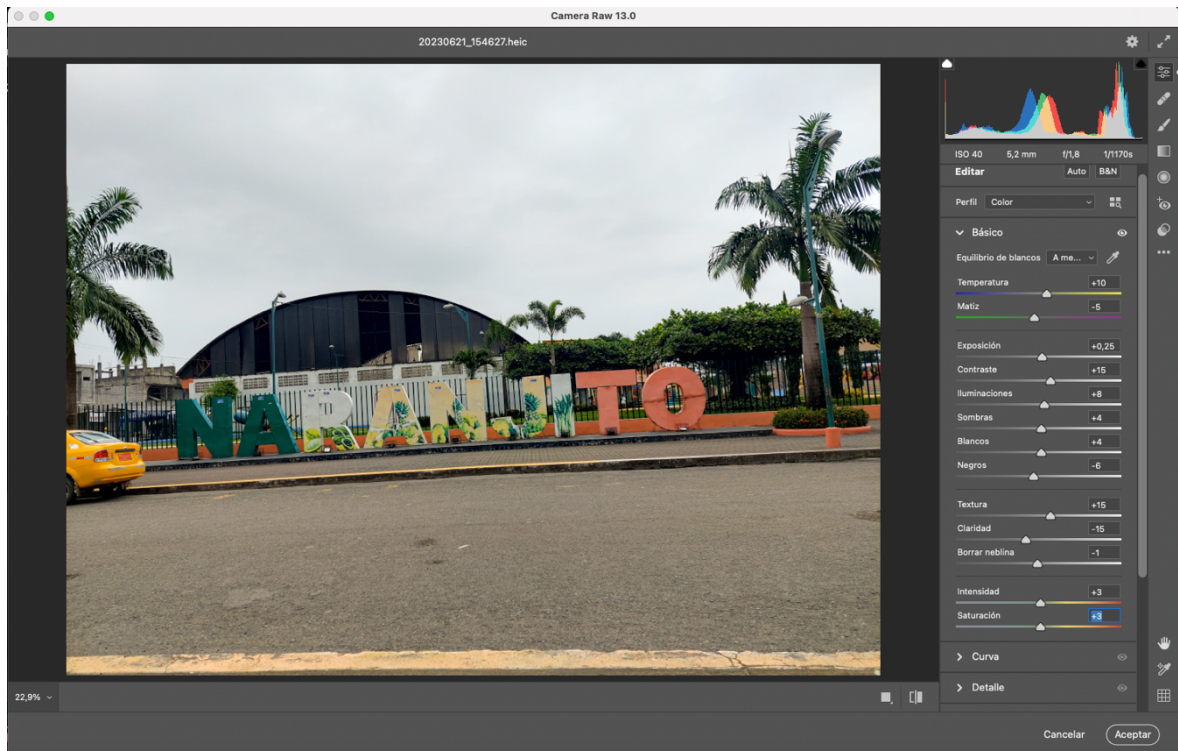 Camera Raw 13.0
20230621_154627.heic
ISO 40 5,2 mm f/1,8 1/1170s
Editar Auto B&N
Perfil Color
Básico
Equilibrio de blancos A me...
Temperatura +10
Matiz -5
Exposición +0,25
Contraste +15
Iluminaciones +8
Sombras +4
Blancos +4
Negros -6
Textura +15
Claridad -15
Borrar neblina -1
Intensidad +3
Saturación +3
Curva
Detalle
NARANJITO
22,9%
Cancelar Aceptar